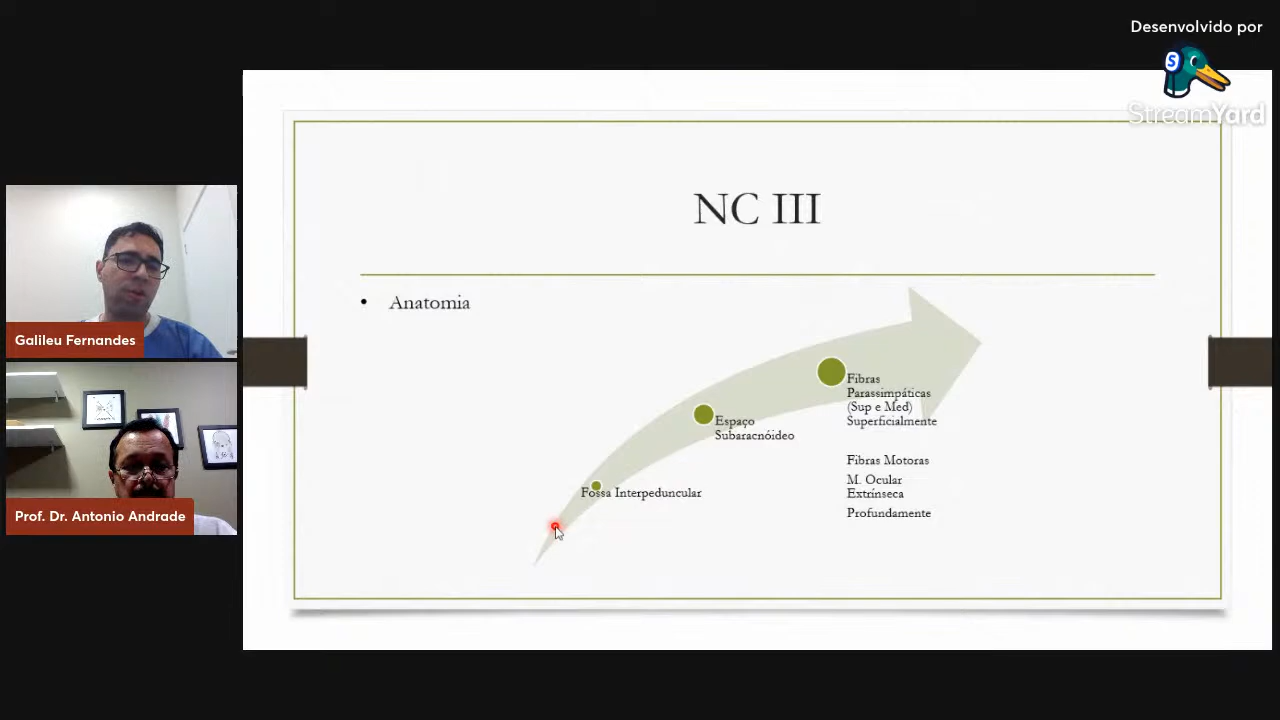 Desenvolvido por
StreamYard
NC III
• Anatomia
Fibras
Parassimpáticas
(Sup e Med)
Superficialmente
Espaço
Subaracnóideo
Fibras Motoras
M. Ocular
Extrínseca
Profundamente
Fossa Interpeduncular
Galileu Fernandes
Prof. Dr. Antonio Andrade